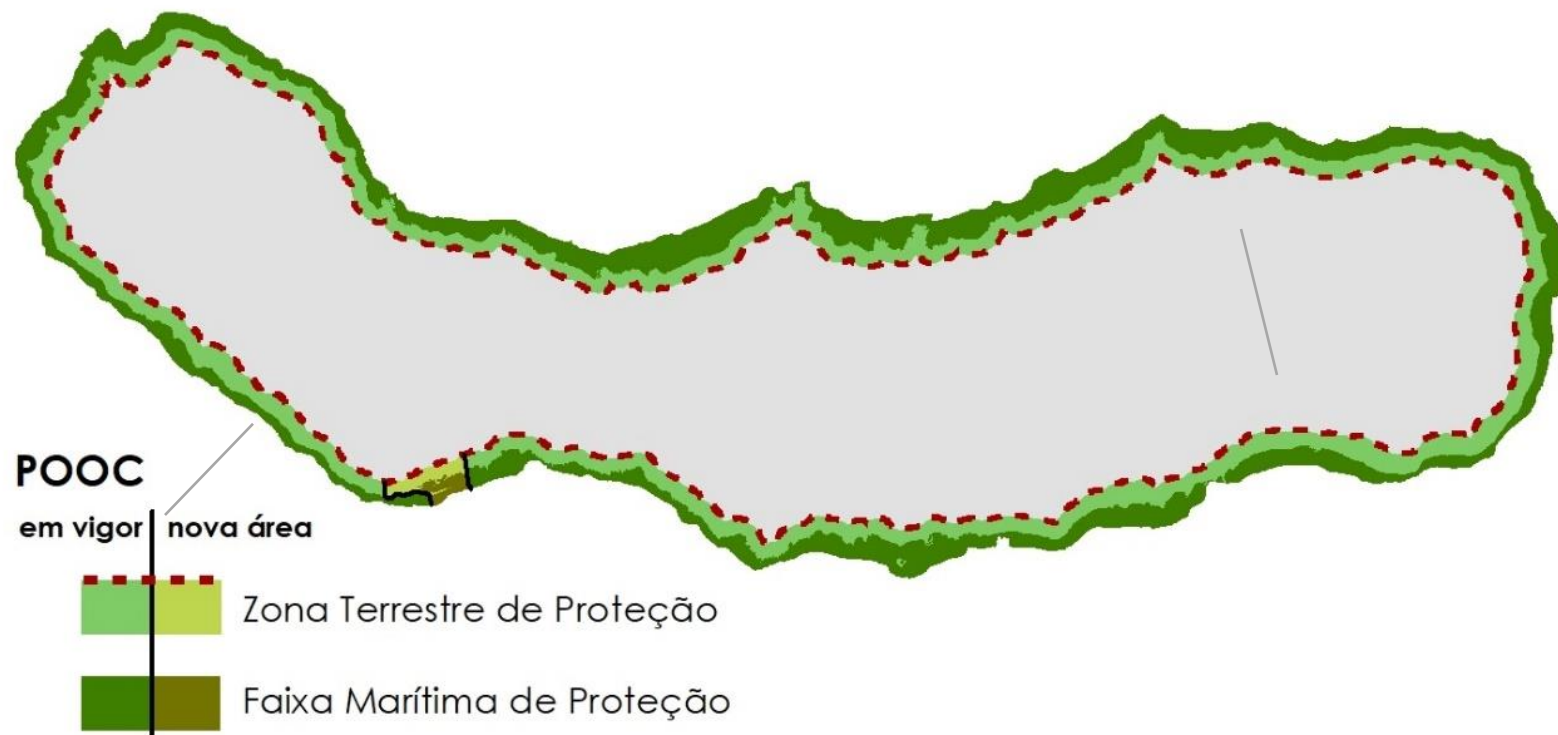 POOC
em vigor nova área
Zona Terrestre de Proteção
Faixa Marítima de Proteção